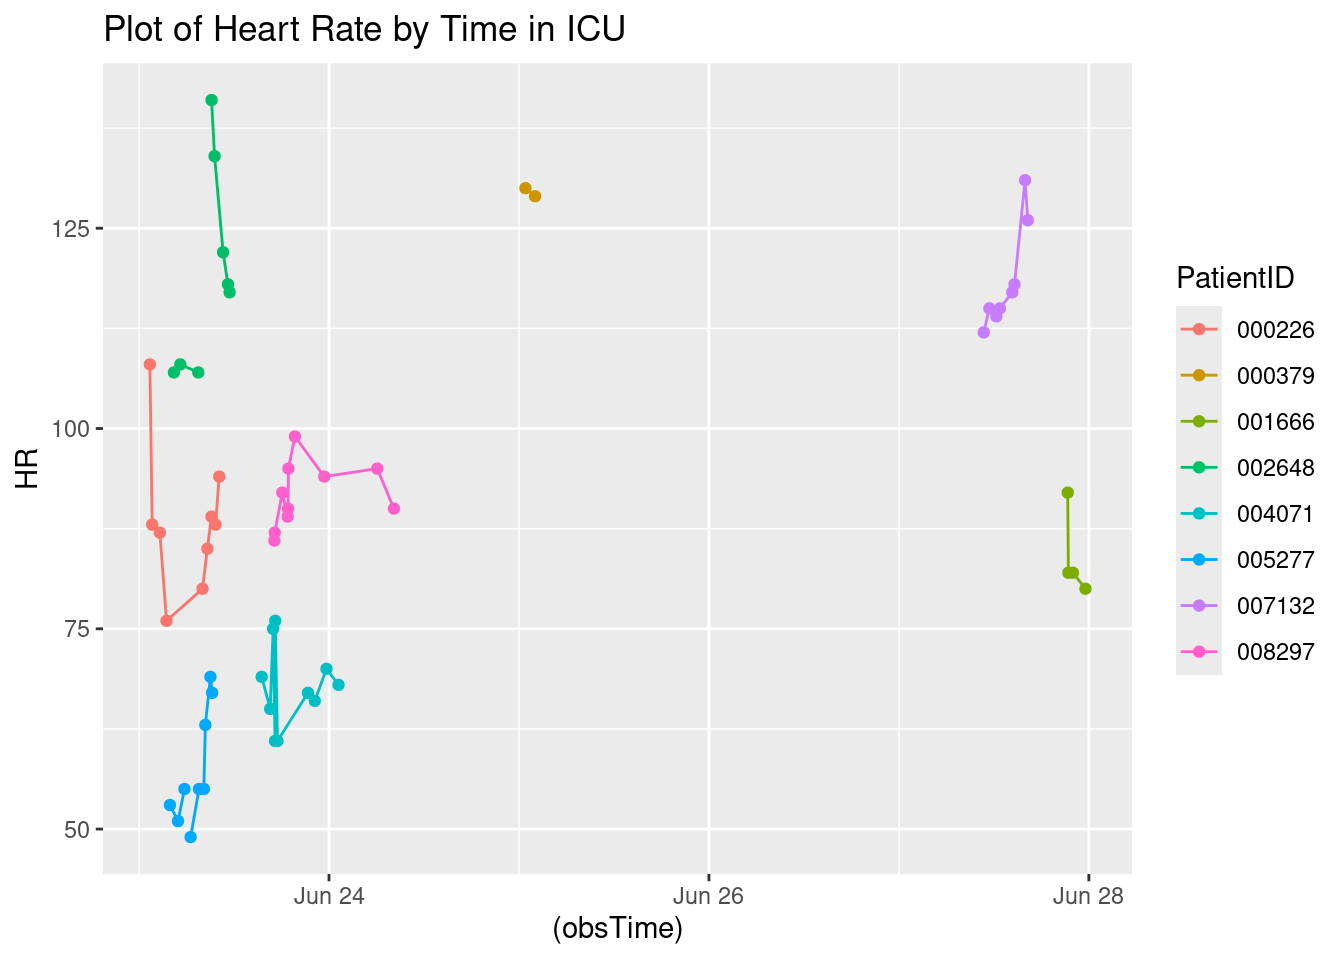 Plot of Heart Rate by Time in ICU
HR
125
100
75
50
Jun 24
Jun 26
Jun 28
(obsTime)
PatientID
000226
000379
001666
002648
004071
005277
007132
008297